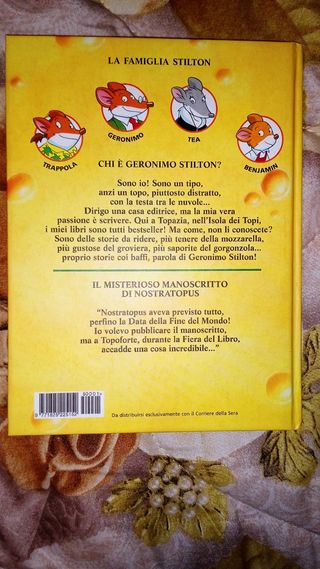 LA FAMIGLIA STILTON
TRAPPOLA
GERONIMO
TEA
BENJAMIN
CHI È GERONIMO STILTON?
Sono io! Sono un tipo,
anzi un topo, piuttosto distratto,
con la testa tra le nuvole...
Dirigo una casa editrice, ma la mia vera
passione è scrivere. Qui a Topazia, nell'Isola dei Topi,
i miei libri sono tutti bestseller! Ma come, non li conoscete?
Sono delle storie da ridere, più tenere della mozzarella,
più gustose del groviera, più saporite del gorgonzola...
proprio storie coi baffi, parola di Geronimo Stilton!
IL MISTERIOSO MANOSCRITTO
DI NOSTRATOPUS
“Nostratopus aveva previsto tutto,
perfino la Data della Fine del Mondo!
Io volevo pubblicare il manoscritto,
ma a Topoforte, durante la Fiera del Libro,
accadde una cosa incredibile...”
Da distribuirsi esclusivamente con il Corriere della Sera